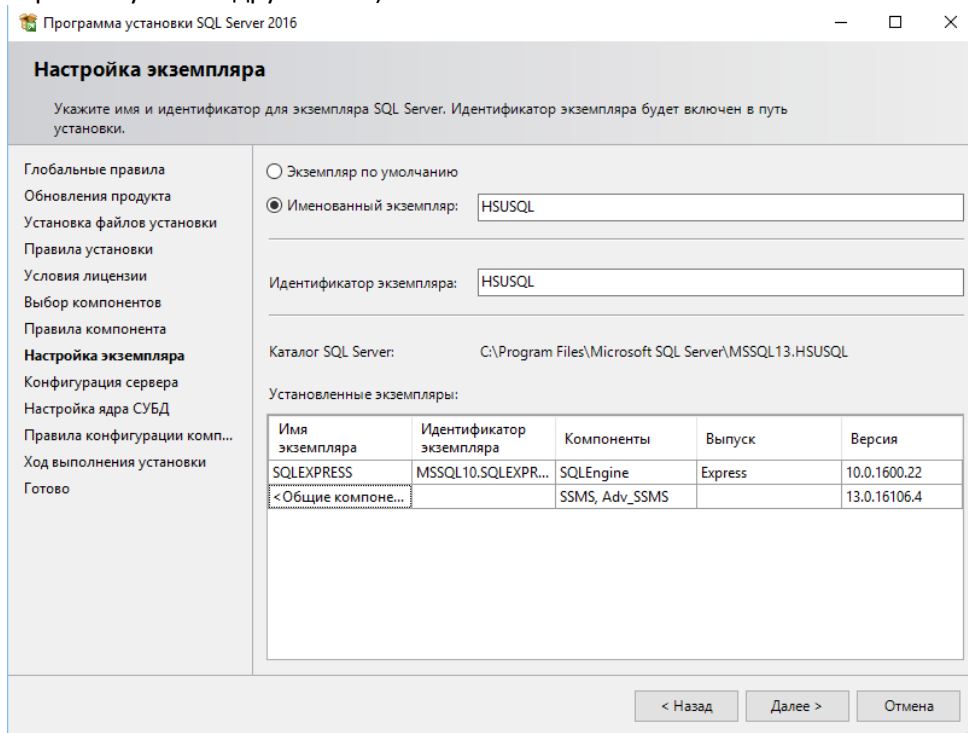 Программа установки SQL Server 2016
Настройка экземпляра
Укажите имя и идентификатор для экземпляра SQL Server. Идентификатор экземпляра будет включен в путь
установки.
Глобальные правила
Обновления продукта
Установка файлов установки
Правила установки
Условия лицензии
Выбор компонентов
Правила компонента
Настройка экземпляра
Конфигурация сервера
Настройка ядра СУБД
Правила конфигурации комп...
Ход выполнения установки
Готово
Экземпляр по умолчанию
Именованный экземпляр: HSUSQL
Идентификатор экземпляра: HSUSQL
Каталог SQL Server: C:\Program Files\Microsoft SQL Server\MSSQL13.HSUSQL
Установленные экземпляры:
Имя экземпляра Идентификатор экземпляра Компоненты Выпуск Версия
SQLEXPRESS MSSQL10.SQLEXPR... SQLEngine Express 10.0.1600.22
<Общие компоне... SSMS, Adv_SSMS 13.0.16106.4
< Назад Далее > Отмена